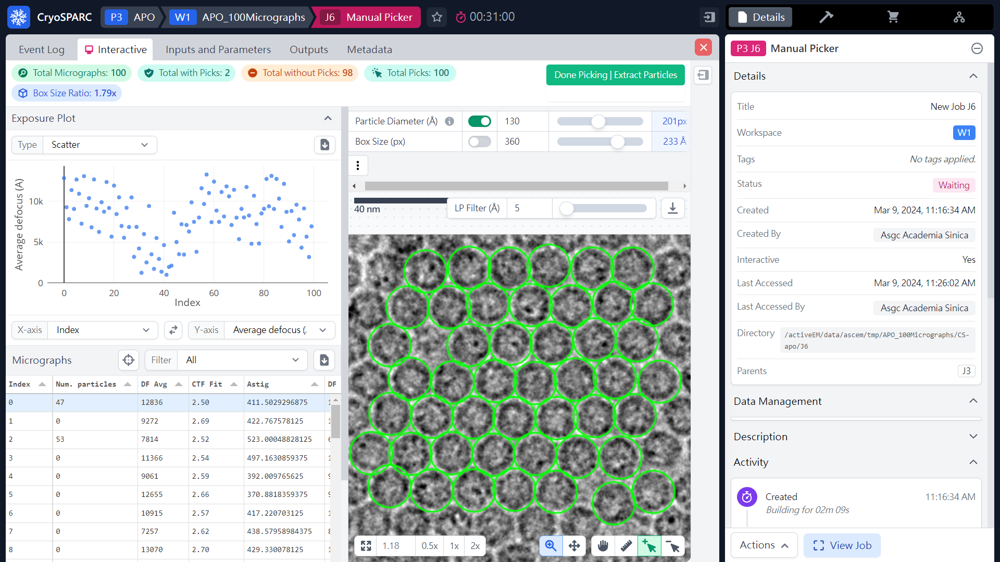 CryoSPARC P3 APO W1 APO_100Micrographs J6 Manual Picker 00:31:00 Details
Event Log Interactive Inputs and Parameters Outputs Metadata
Total Micrographs: 100 Total with Picks: 2 Total without Picks: 98 Total Picks: 100
Box Size Ratio: 1.79x
Done Picking | Extract Particles
Exposure Plot
Type Scatter
Average defocus (A)
10k
5k
0
0 20 40 60 80 100
Index
X-axis Index Y-axis Average defocus (
Micrographs Filter All
Index Num. particles DF Avg CTF Fit Astig DF
0 47 12836 2.50 411.5029296875 1
1 0 9272 2.69 422.767578125 1
2 53 7814 2.52 523.00048828125 6
3 0 11366 2.54 497.1630859375 1
4 0 9061 2.59 392.009765625 9
5 0 12655 2.66 370.8818359375 9
6 0 10915 2.57 417.220703125 1
7 0 7257 2.62 438.57958984375 8
8 0 13070 2.70 429.330078125 1
Particle Diameter (Å) 130 201px
Box Size (px) 360 233 Å
40 nm
LP Filter (Å) 5
1.18 0.5x 1x 2x
P3 J6 Manual Picker
Details
Title New Job J6
Workspace W1
Tags No tags applied.
Status Waiting
Created Mar 9, 2024, 11:16:34 AM
Created By Asgc Academia Sinica
Interactive Yes
Last Accessed Mar 9, 2024, 11:26:02 AM
Last Accessed By Asgc Academia Sinica
Directory /activeEM/data/ascem/tmp/APO_100Micrographs/CS-
apo/J6
Parents J3
Data Management
Description
Activity
Created 11:16:34 AM
Building for 02m 09s
Actions View Job